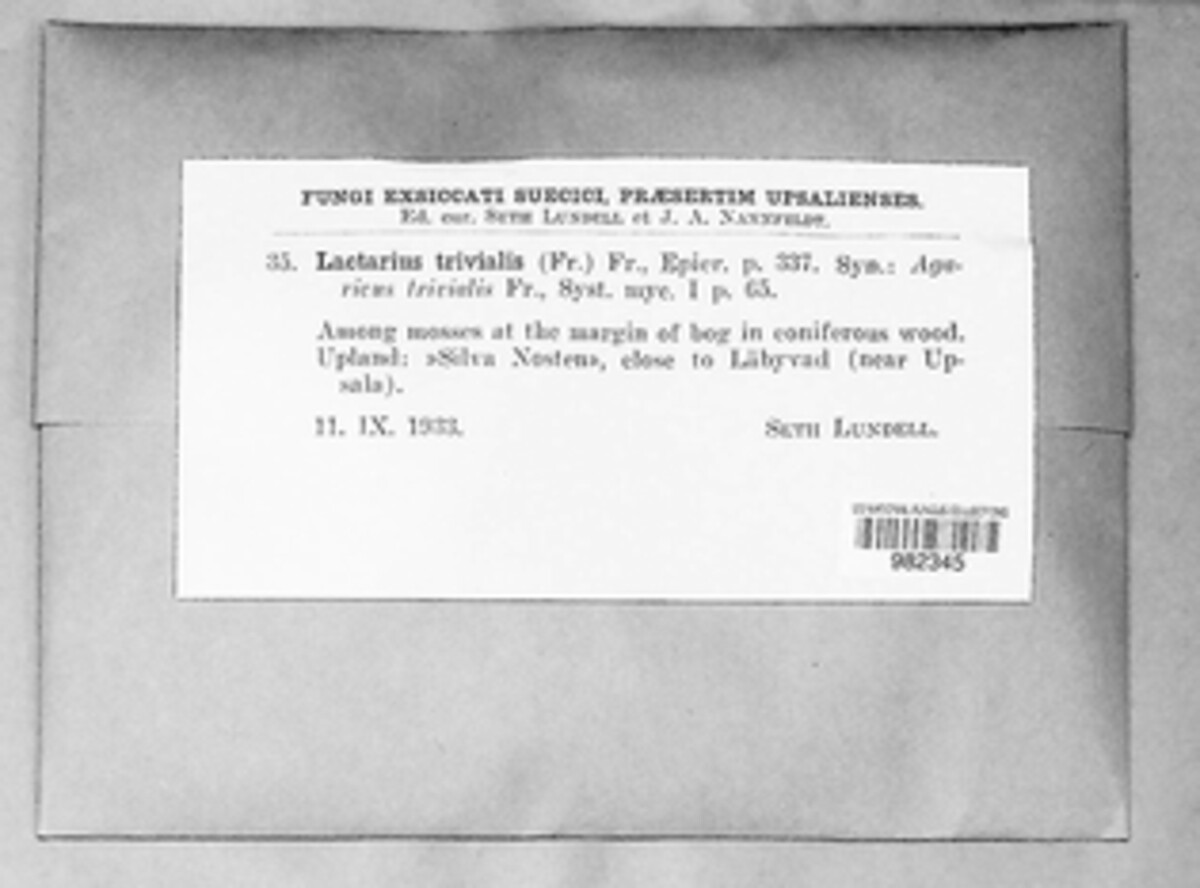 FUNGI EXSICCATI SUECICI, PRÆSERTIM UPSALIENSES.
Ed. cur. SETH LUNDELL et J. A. NANNFELDT.
35. Lactarius trivialis (Fr.) Fr., Epicr. p. 337. Syn.: Aga-
ricus trivialis Fr., Syst. myc. I p. 65.
Among mosses at the margin of bog in coniferous wood.
Upland: »Silva Nosten», close to Läbyvad (near Up-
sala).
11. IX. 1933.
SETH LUNDELL.
982345